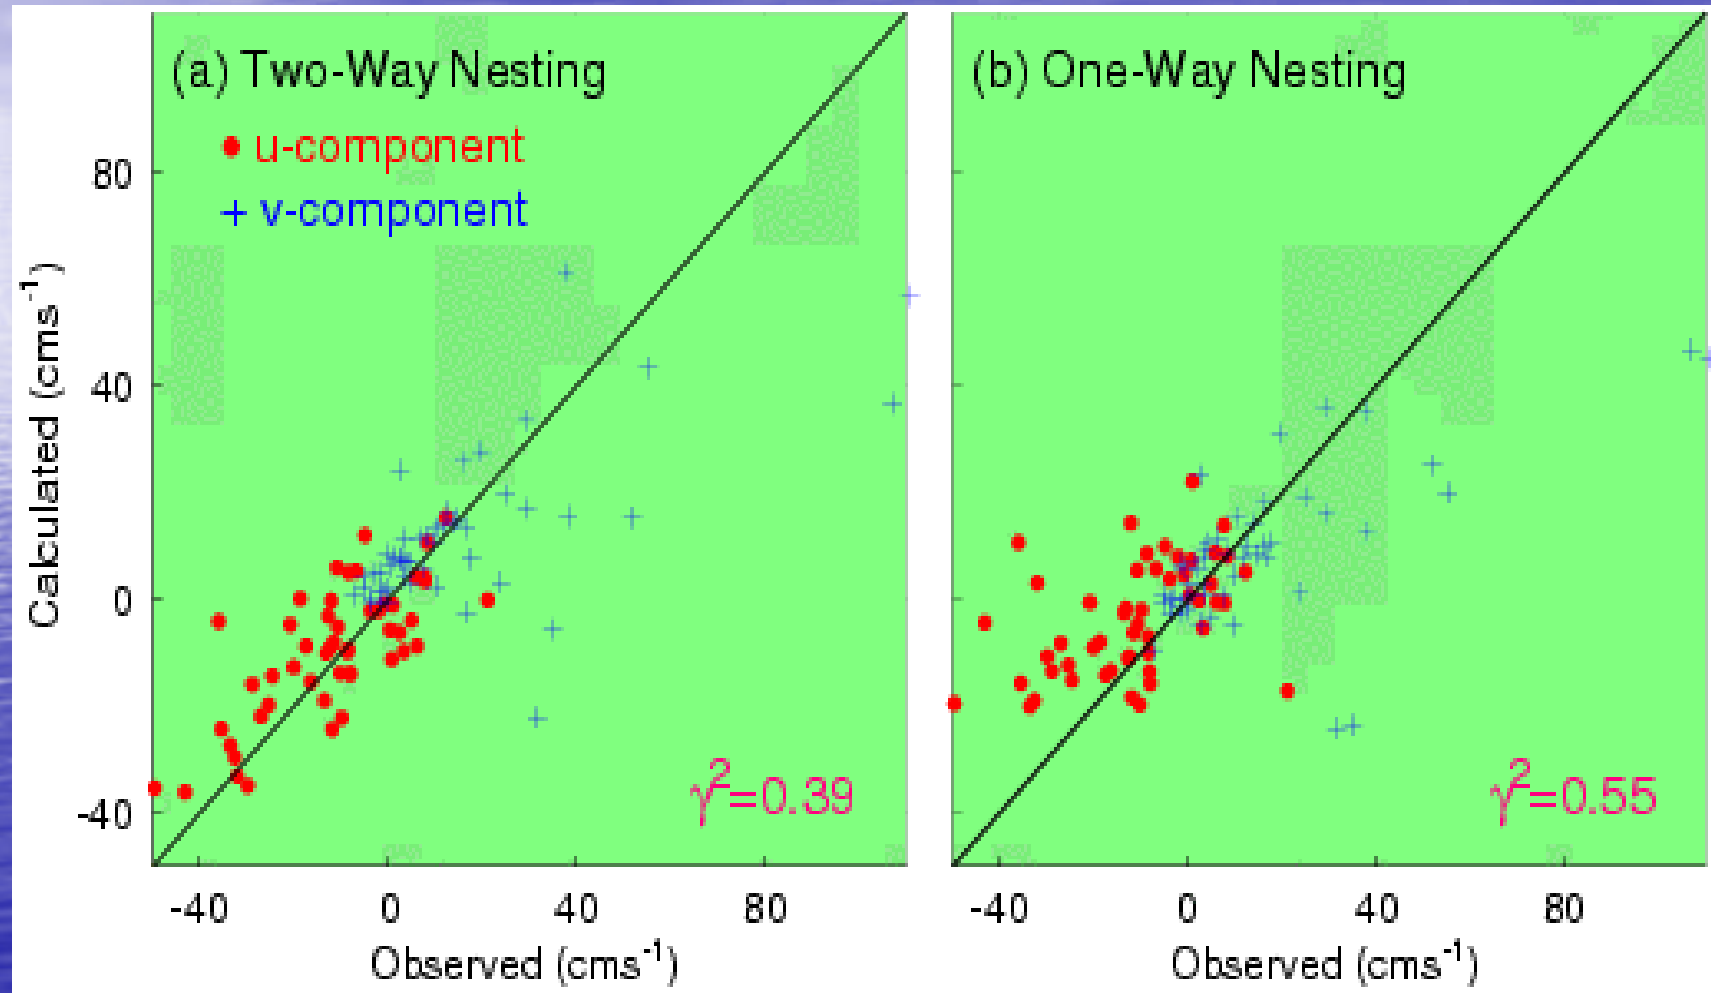 (a) Two-Way Nesting
u-component
v-component
80
40
0
-40
Calculated (cms⁻¹)
-40 0 40 80
Observed (cms⁻¹)
γ²=0.39
(b) One-Way Nesting
γ²=0.55
-40 0 40 80
Observed (cms⁻¹)